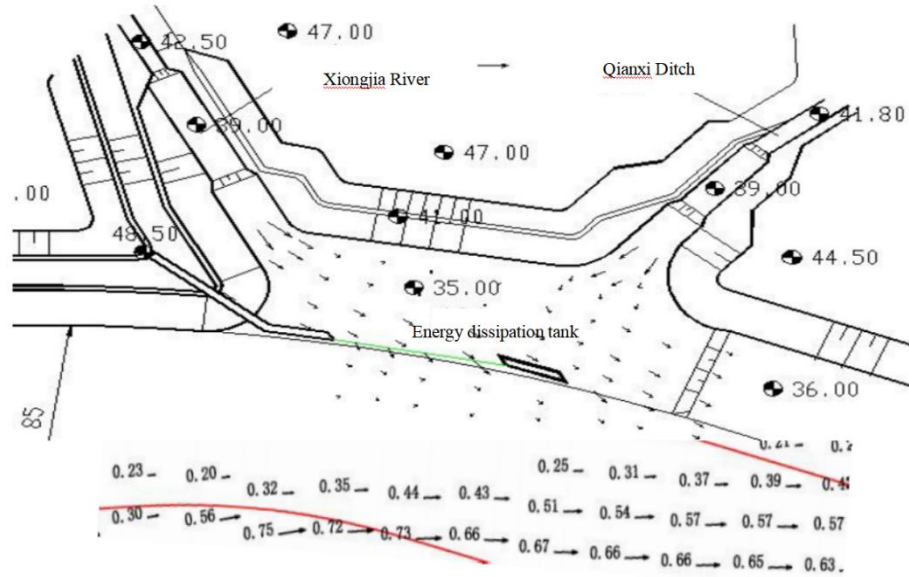 42.50
47.00
Xiongjia River
Qianxi Ditch
41.80
39.00
47.00
39.00
.00
41.00
48.50
44.50
35.00
Energy dissipation tank
36.00
85
0.23 0.20 0.25 0.31 0.37 0.39
0.32 0.35 0.44 0.43
0.30 0.56 0.51 0.54 0.57 0.57 0.57
0.75 0.72 0.73 0.66 0.67 0.66 0.66 0.65 0.63